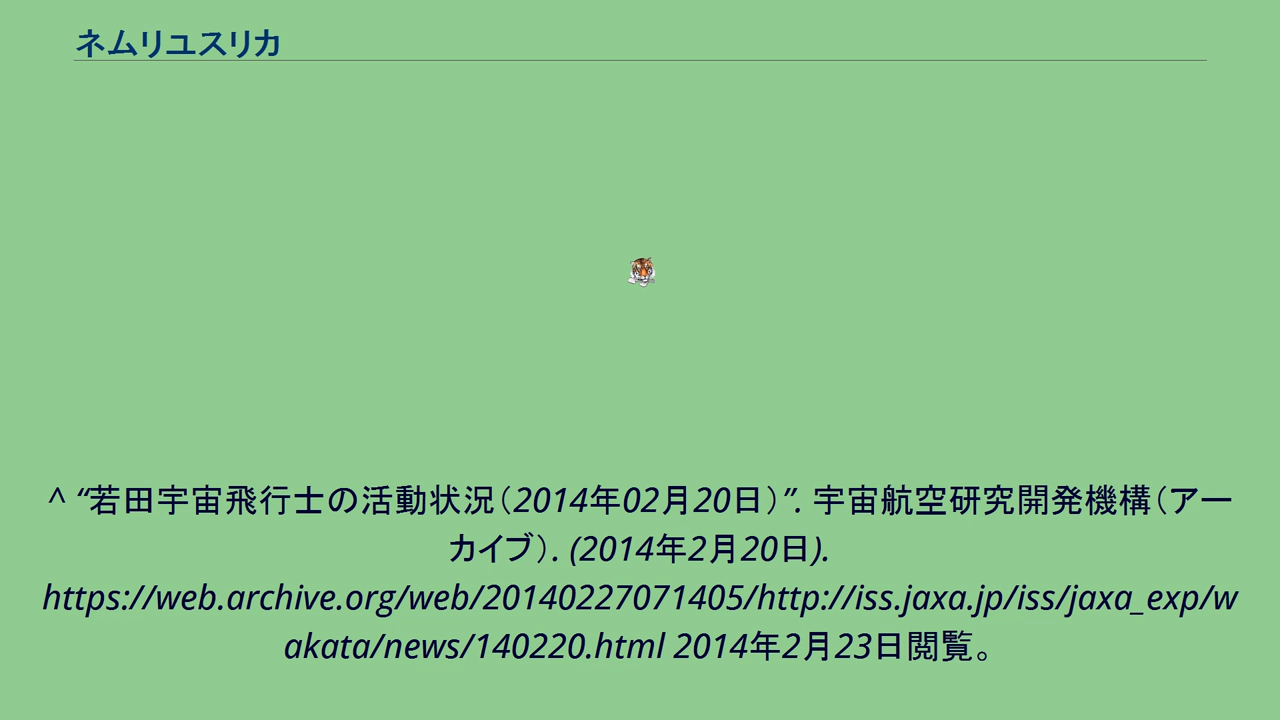 ネムリユスリカ
^ “若田宇宙飛行士の活動状況（2014年02月20日）”. 宇宙航空研究開発機構（アー
カイブ）. (2014年2月20日).
https://web.archive.org/web/20140227071405/http://iss.jaxa.jp/iss/jaxa_exp/w
akata/news/140220.html 2014年2月23日閲覧。